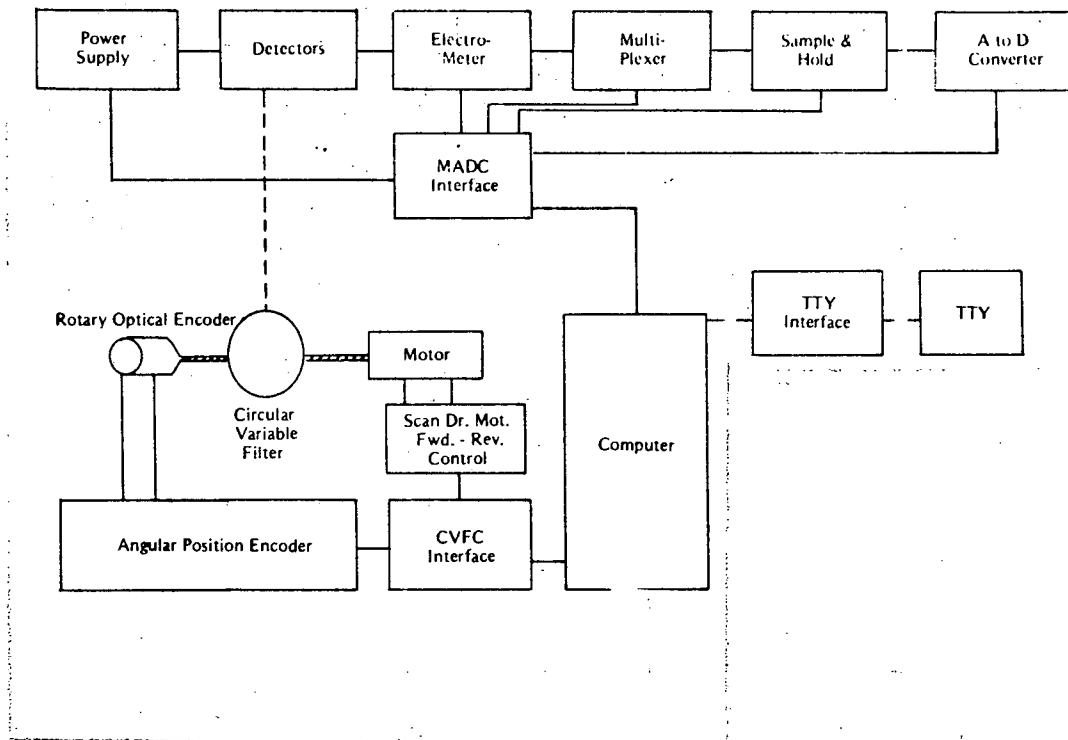 Power
Supply
Detectors
Electro-
Meter
Multi-
Plexer
Sample &
Hold
A to D
Converter
MADC
Interface
Rotary Optical Encoder
Motor
TTY
Interface
TTY
Circular
Variable
Filter
Scan Dr. Mot.
Fwd. - Rev.
Control
Computer
Angular Position Encoder
CVFC
Interface